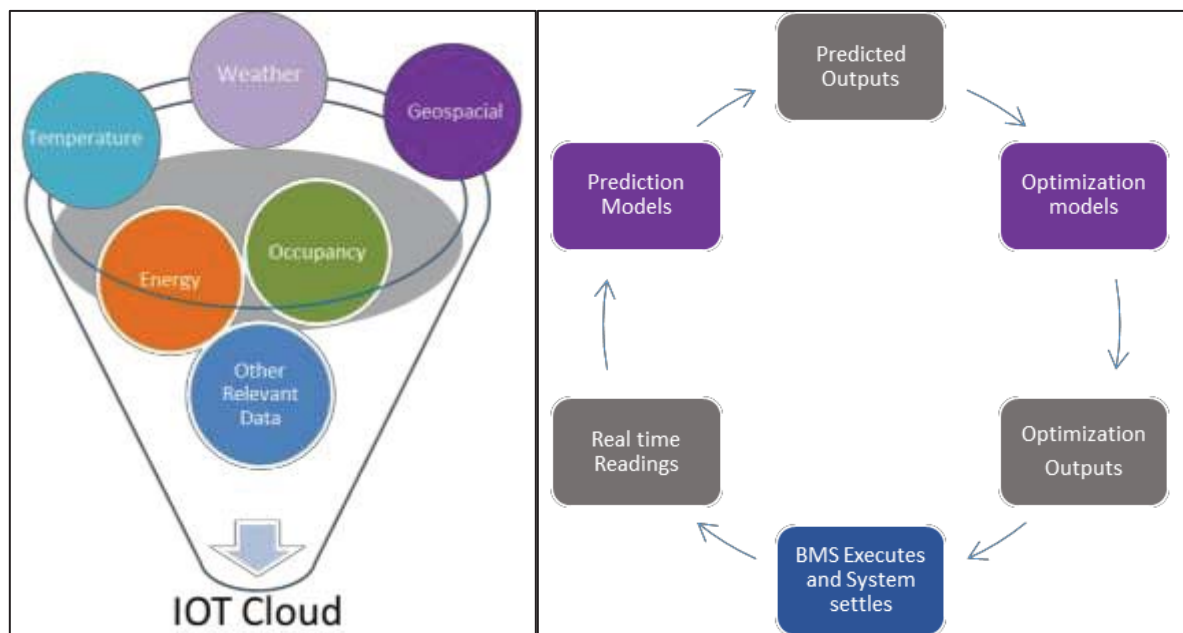 Weather
Temperature
Geospacial
Energy
Occupancy
Other
Relevant
Data
IOT Cloud
Predicted
Outputs
Prediction
Models
Optimization
models
Real time
Readings
Optimization
Outputs
BMS Executes
and System
settles